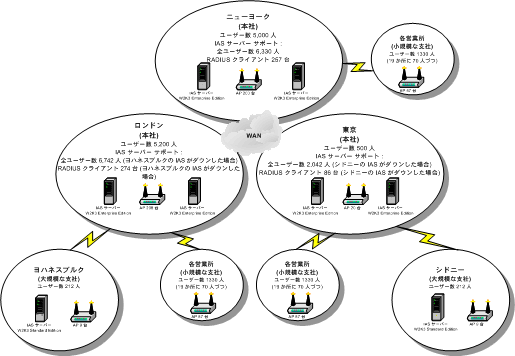 ニューヨーク
(本社)
ユーザー数 5,000 人
IAS サーバー サポート :
全ユーザー数 6,330 人
RADIUS クライアント 257 台
IAS サーバー
W2K3 Enterprise Edition
AP 200 台
IAS サーバー
W2K3 Enterprise Edition
各営業所
(小規模な支社)
ユーザー数 1330 人
(19 か所に 70 人づつ)
AP 57 台
WAN
ロンドン
(本社)
ユーザー数 5,200 人
IAS サーバー サポート :
全ユーザー数 6,742 人 (ヨハネスブルクの IAS がダウンした場合)
RADIUS クライアント 274 台 (ヨハネスブルクの IAS がダウンした
場合)
IAS サーバー
W2K3 Enterprise Edition
AP 208 台
IAS サーバー
W2K3 Enterprise Edition
東京
(本社)
ユーザー数 500 人
IAS サーバー サポート :
全ユーザー数 2,042 人 (シドニーの IAS がダウンした場合)
RADIUS クライアント 86 台 (シドニーの IAS がダウンした場合)
IAS サーバー
W2K3 Enterprise Edition
AP 20 台
IAS サーバー
W2K3 Enterprise Edition
ヨハネスブルク
(大規模な支社)
ユーザー数 212 人
IAS サーバー
W2K3 Standard Edition
AP 9 台
各営業所
(小規模な支社)
ユーザー数 1330 人
(19 か所に 70 人づつ)
AP 57 台
各営業所
(小規模な支社)
ユーザー数 1330 人
(19 か所に 70 人づつ)
AP 57 台
シドニー
(大規模な支社)
ユーザー数 212 人
IAS サーバー
W2K3 Standard Edition